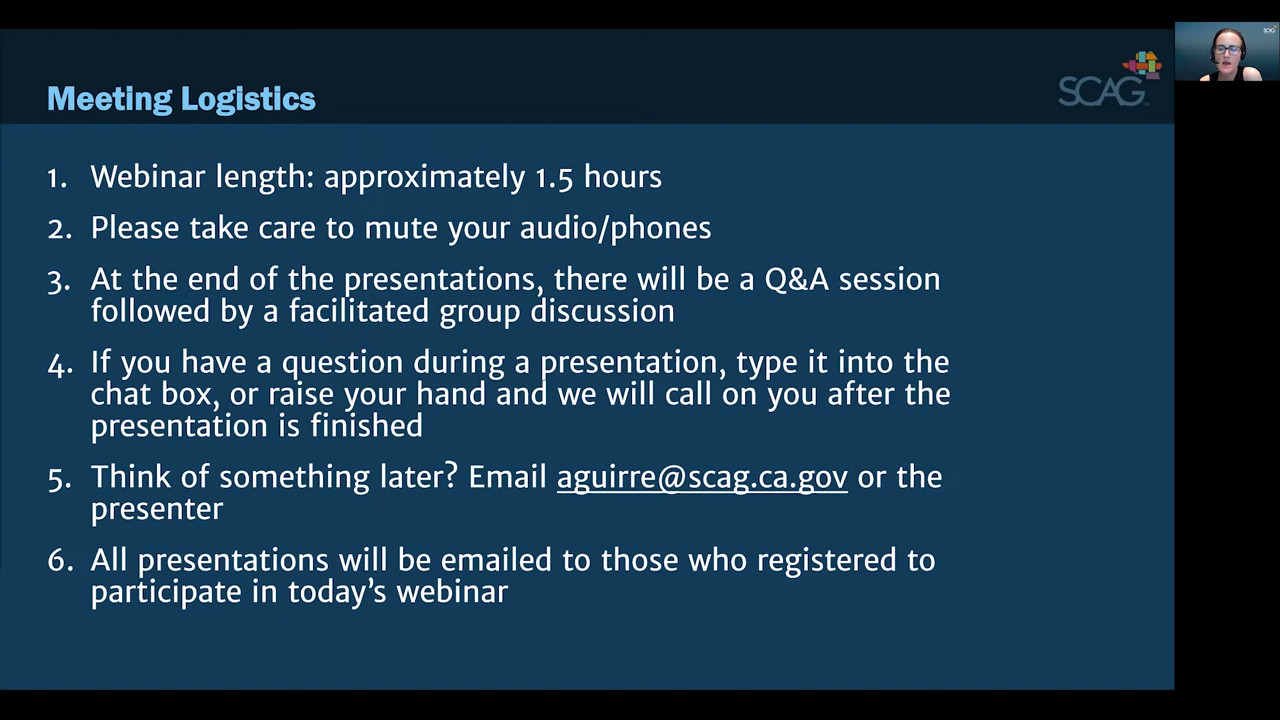 SCAG
Meeting Logistics
SCAG
1. Webinar length: approximately 1.5 hours
2. Please take care to mute your audio/phones
3. At the end of the presentations, there will be a Q&A session
followed by a facilitated group discussion
4. If you have a question during a presentation, type it into the
chat box, or raise your hand and we will call on you after the
presentation is finished
5. Think of something later? Email aguirre@scag.ca.gov or the
presenter
6. All presentations will be emailed to those who registered to
participate in today’s webinar